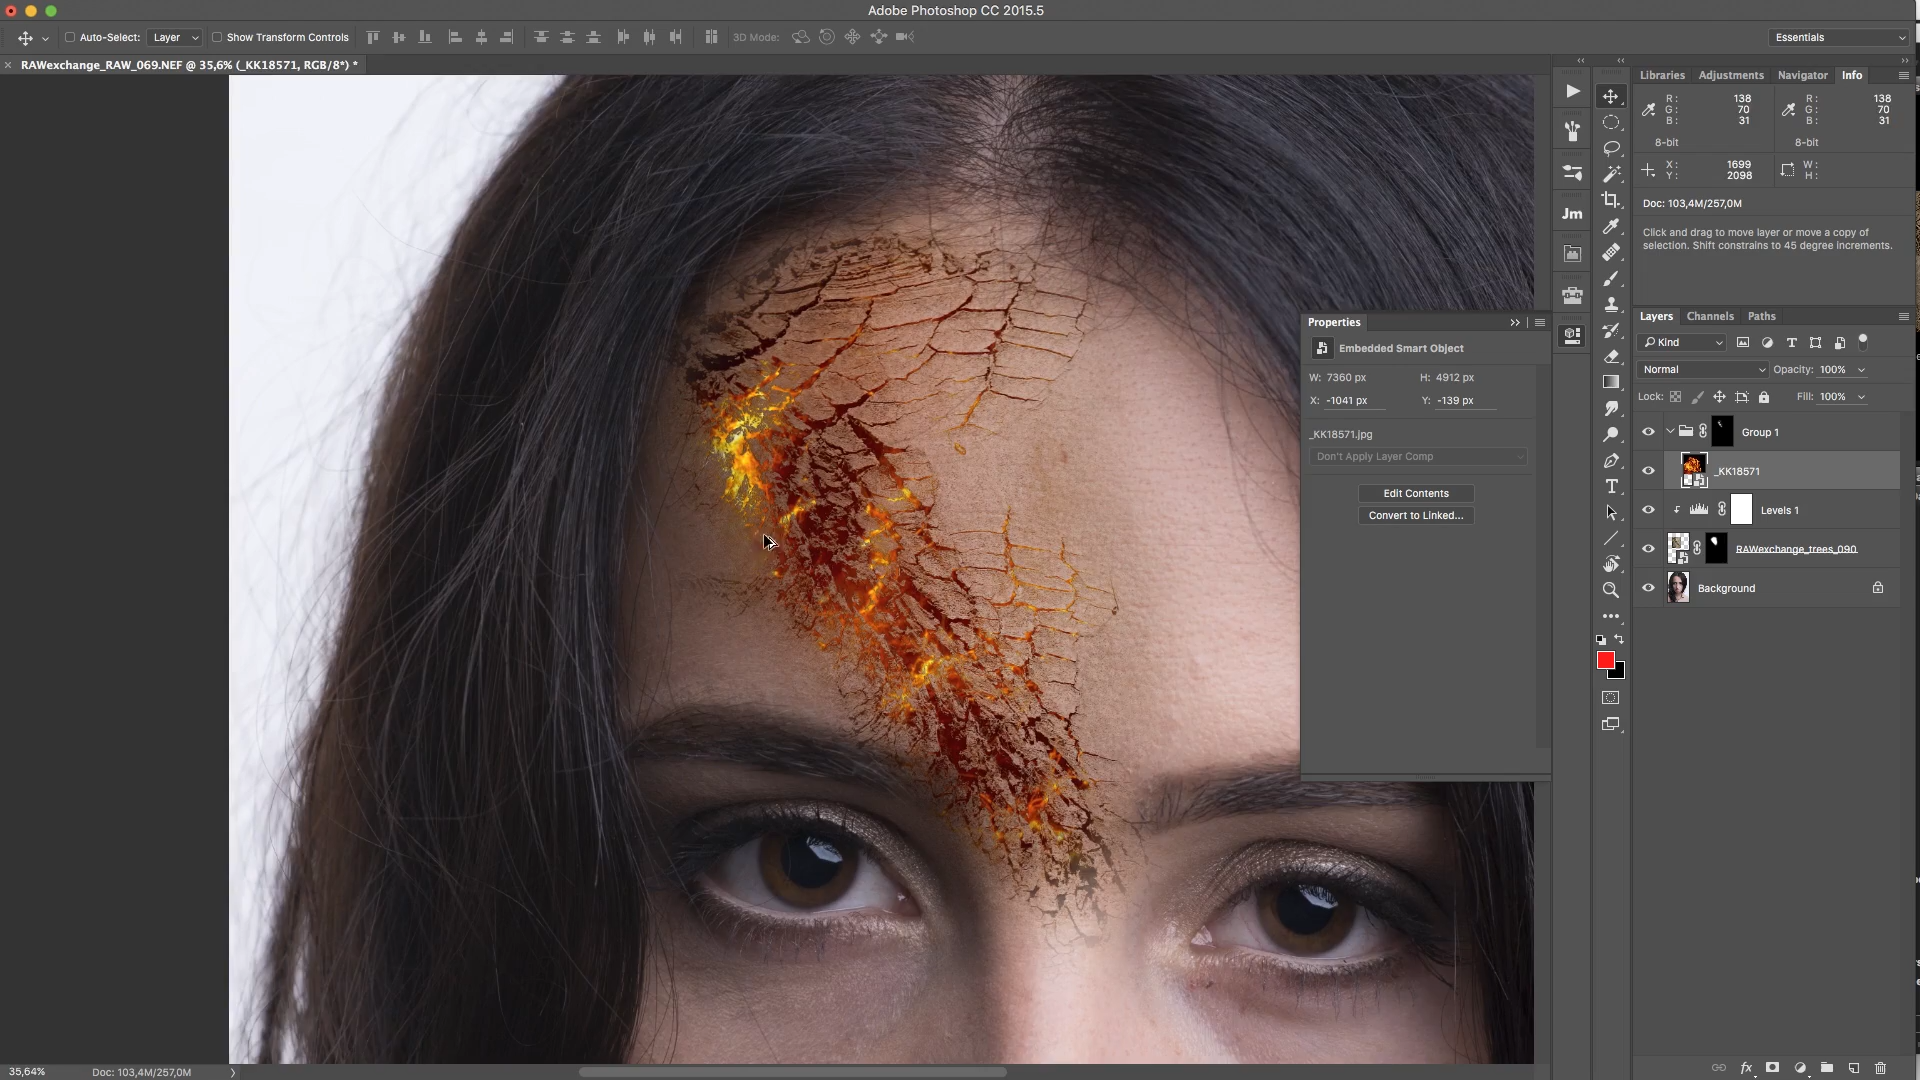 Adobe Photoshop CC 2015.5
Auto-Select: Layer Show Transform Controls 3D Mode: Essentials
RAWexchange_RAW_069.NEF @ 35,6% (_KK18571, RGB/8*) *
Libraries Adjustments Navigator Info
R: 138 R: 138
G: 70 G: 70
B: 31 B: 31
8-bit 8-bit
X: 1699 W:
Y: 2098 H:
Doc: 103,4M/257,0M
Click and drag to move layer or move a copy of
selection. Shift constrains to 45 degree increments.
Jm
Properties
Embedded Smart Object
W: 7360 px H: 4912 px
X: -1041 px Y: -139 px
_KK18571.jpg
Don't Apply Layer Comp
Edit Contents
Convert to Linked...
Layers Channels Paths
Kind
Normal Opacity: 100%
Lock: Fill: 100%
Group 1
_KK18571
Levels 1
RAWexchange_trees_090
Background
35,64% Doc: 103,4M/257,0M
fx